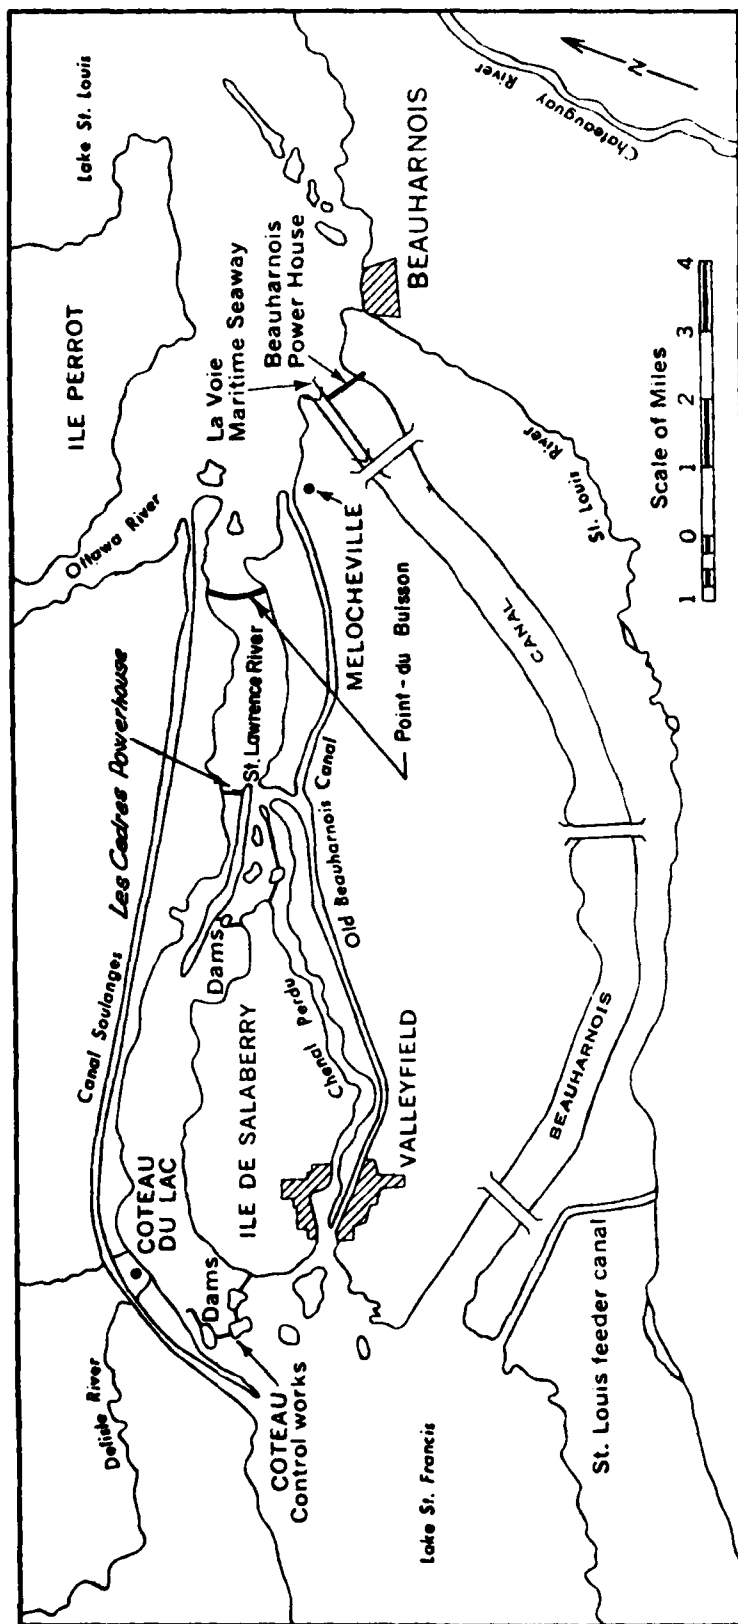 Lake St. Louis
ILE PERROT
Ottawa River
La Voie
Maritime Seaway
Beauharnois
Power House
BEAUHARNOIS
Chateauguay River
N
Les Cedres Powerhouse
Canal Soulanges
St. Lawrence River
MELOCHEVILLE
Point-du Buisson
Old Beauharnois Canal
Chenal Perdu
Dams
ILE DE SALABERRY
VALLEYFIELD
COTEAU
DU LAC
Dams
Delisle River
COTEAU
Control works
Lake St. Francis
St. Louis feeder canal
BEAUHARNOIS
CANAL
St. Louis River
Scale of Miles
1 0 1 2 3 4